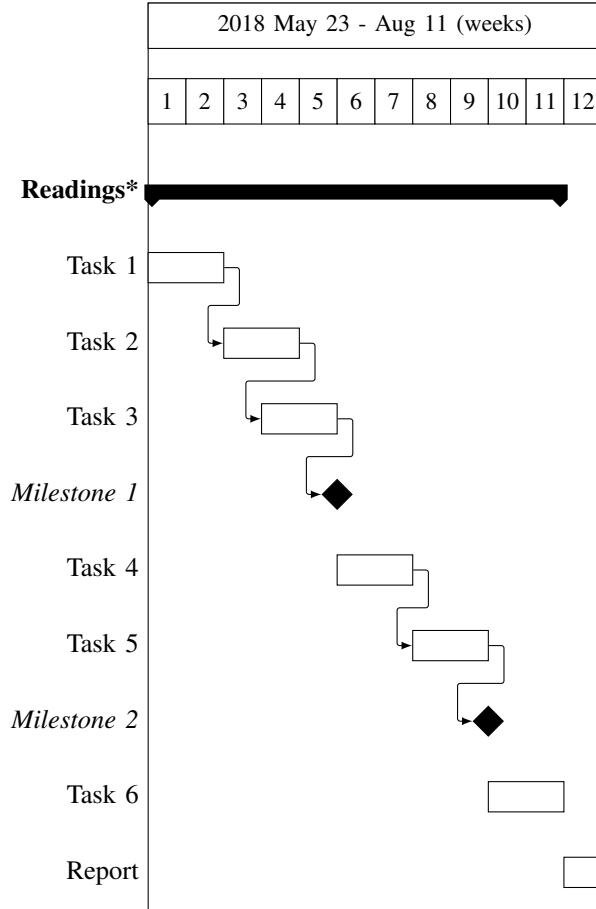 2018 May 23 - Aug 11 (weeks)
1 2 3 4 5 6 7 8 9 10 11 12
Readings*
Task 1
Task 2
Task 3
Milestone 1
Task 4
Task 5
Milestone 2
Task 6
Report